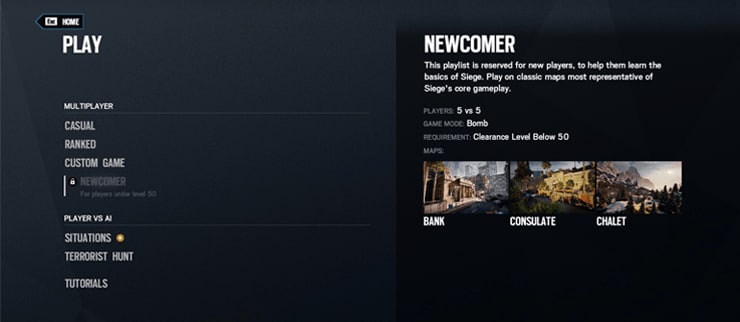 Esc HOME
PLAY
MULTIPLAYER
CASUAL
RANKED
CUSTOM GAME
NEWCOMER
For players under level 50
PLAYER VS AI
SITUATIONS
TERRORIST HUNT
TUTORIALS
NEWCOMER
This playlist is reserved for new players, to help them learn the
basics of Siege. Play on classic maps most representative of
Siege's core gameplay.
PLAYERS: 5 vs 5
GAME MODE: Bomb
REQUIREMENT: Clearance Level Below 50
MAPS:
BANK CONSULATE CHALET